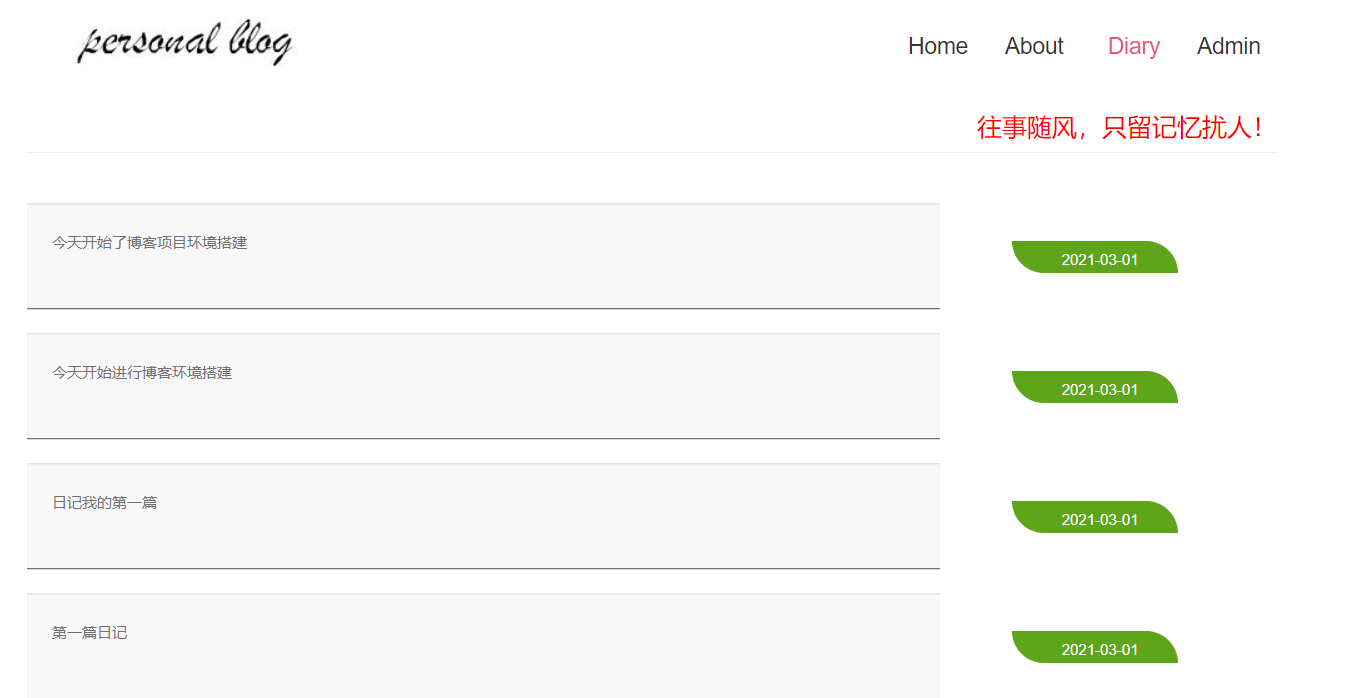 personal blog
Home About Diary Admin
往事随风，只留记忆扰人！
今天开始了博客项目环境搭建
2021-03-01
今天开始进行博客环境搭建
2021-03-01
日记我的第一篇
2021-03-01
第一篇日记
2021-03-01